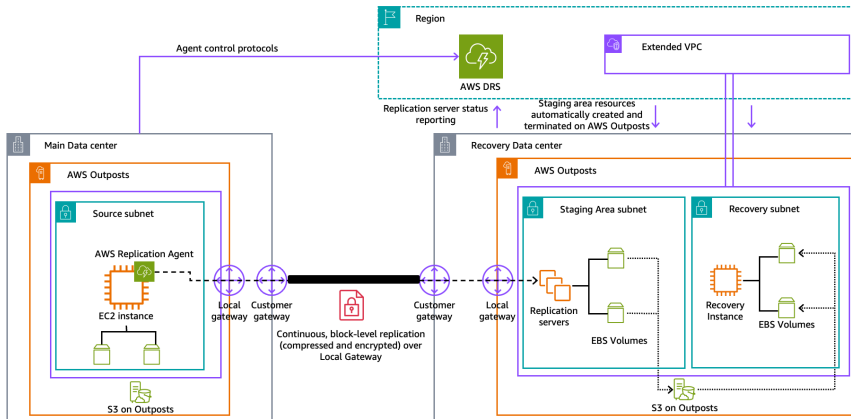 Region
Extended VPC
AWS DRS
Agent control protocols
Replication server status
reporting
Staging area resources
automatically created and
terminated on AWS Outposts
Main Data center
AWS Outposts
Source subnet
AWS Replication Agent
EC2 instance
S3 on Outposts
Local
gateway
Customer
gateway
Continuous, block-level replication
(compressed and encrypted) over
Local Gateway
Recovery Data center
AWS Outposts
Customer
gateway
Local
gateway
Staging Area subnet
Replication
servers
EBS Volumes
Recovery subnet
Recovery
Instance
EBS Volumes
S3 on Outposts